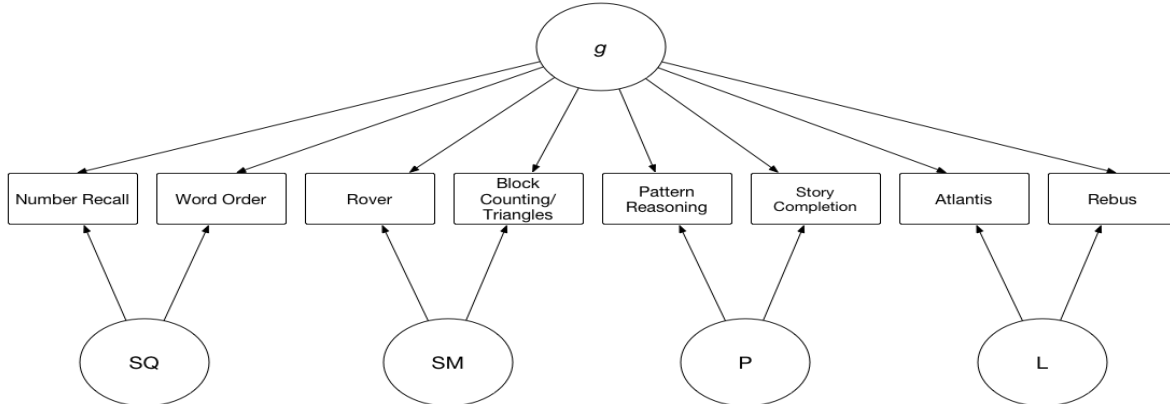 g
Number Recall
Word Order
Rover
Block
Counting/
Triangles
Pattern
Reasoning
Story
Completion
Atlantis
Rebus
SQ
SM
P
L